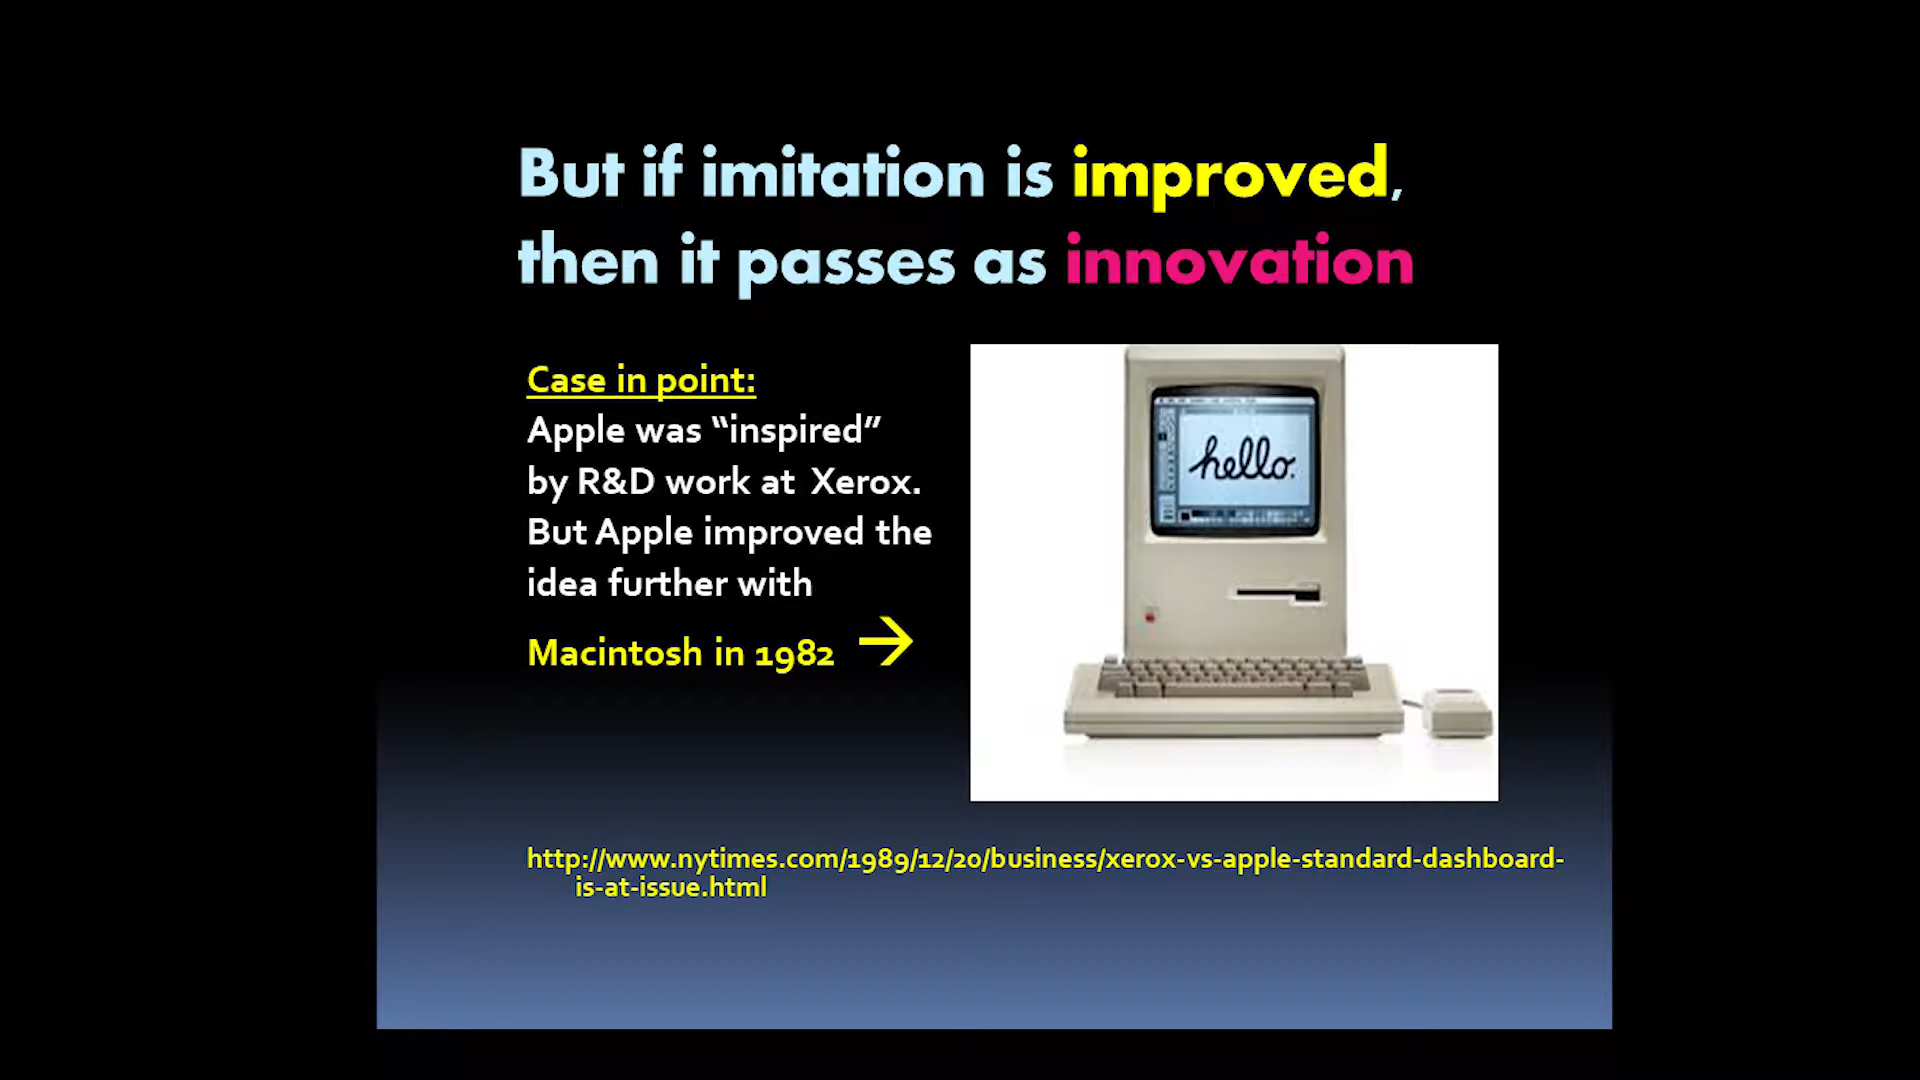 But if imitation is improved,
then it passes as innovation
Case in point:
Apple was “inspired”
by R&D work at Xerox.
But Apple improved the
idea further with
Macintosh in 1982 →
hello.
http://www.nytimes.com/1989/12/20/business/xerox-vs-apple-standard-dashboard-
is-at-issue.html